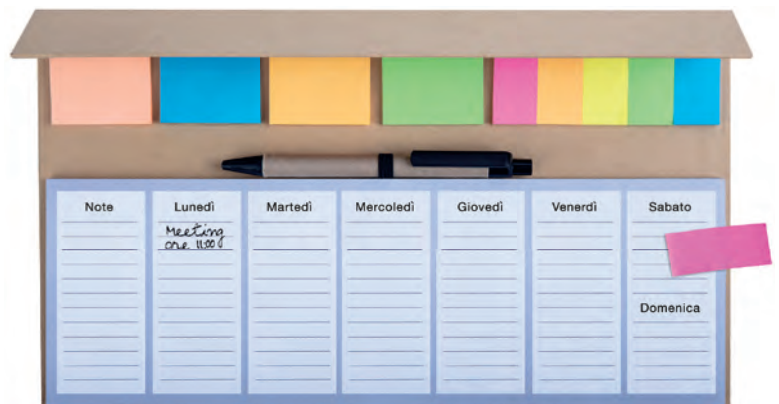 Note
Lunedì
Meeting
ore 11:00
Martedì
Mercoledì
Giovedì
Venerdì
Sabato
Domenica